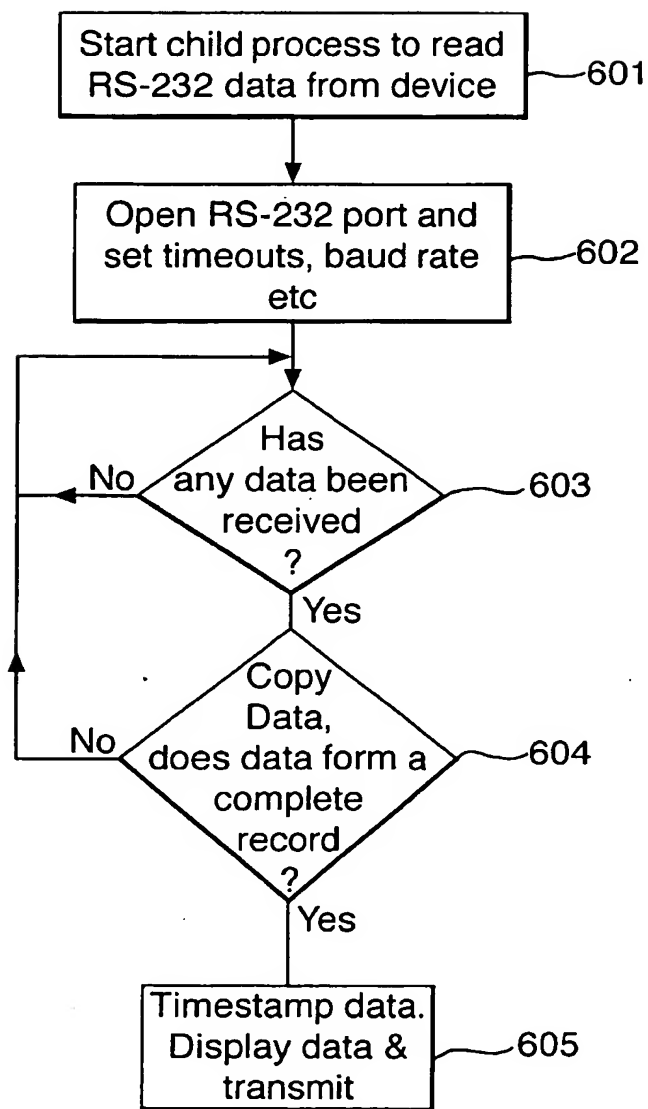 Start child process to read
RS-232 data from device
601
Open RS-232 port and
set timeouts, baud rate
etc
602
Has
any data been
received
?
No
603
Yes
Copy
Data,
does data form a
complete
record
?
No
604
Yes
Timestamp data.
Display data &
transmit
605